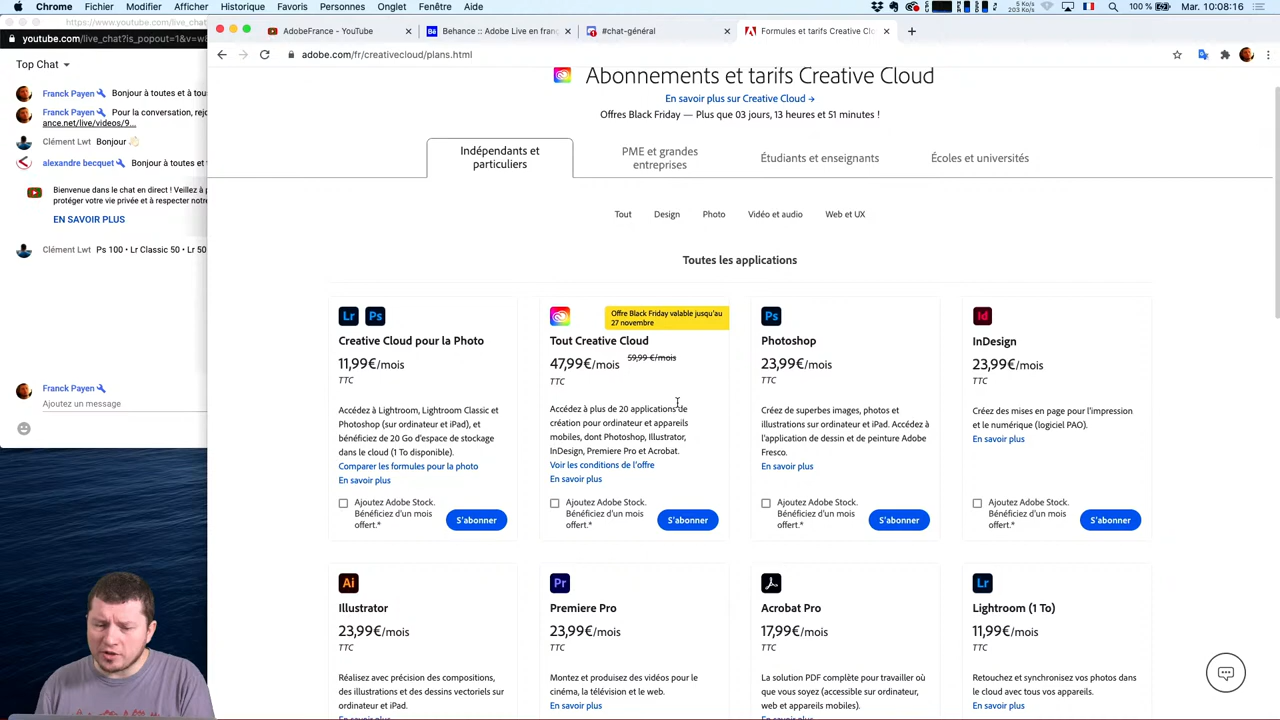 Chrome Fichier Modifier Afficher Historique Favoris Personnes Onglet Fenêtre Aide
5 Ko/s
203 Ko/s
100 %
Mar. 10:08:16
https://www.youtube.com/live_chat
youtube.com/live_chat?is_popout=1&v=w
Top Chat
Franck Payen Bonjour à toutes et à tous
Franck Payen Pour la conversation, rejo
ance.net/live/videos/9...
Clément Lwt Bonjour
alexandre becquet Bonjour à toutes et t
Bienvenue dans le chat en direct ! Veillez à p
protéger votre vie privée et à respecter notre
EN SAVOIR PLUS
Clément Lwt Ps 100 • Lr Classic 50 • Lr 50
Franck Payen
Ajoutez un message
AdobeFrance - YouTube
Behance :: Adobe Live en fran
#chat-général
Formules et tarifs Creative Clo
adobe.com/fr/creativecloud/plans.html
Abonnements et tarifs Creative Cloud
En savoir plus sur Creative Cloud →
Offres Black Friday — Plus que 03 jours, 13 heures et 51 minutes !
Indépendants et
particuliers
PME et grandes
entreprises
Étudiants et enseignants
Écoles et universités
Tout Design Photo Vidéo et audio Web et UX
Toutes les applications
Lr Ps
Creative Cloud pour la Photo
11,99€/mois
TTC
Accédez à Lightroom, Lightroom Classic et
Photoshop (sur ordinateur et iPad), et
bénéficiez de 20 Go d'espace de stockage
dans le cloud (1 To disponible).
Comparer les formules pour la photo
En savoir plus
Ajoutez Adobe Stock.
Bénéficiez d'un mois
offert.*
S'abonner
Offre Black Friday valable jusqu'au
27 novembre
Tout Creative Cloud
47,99€/mois 59,99 €/mois
TTC
Accédez à plus de 20 applications de
création pour ordinateur et appareils
mobiles, dont Photoshop, Illustrator,
InDesign, Premiere Pro et Acrobat.
Voir les conditions de l'offre
En savoir plus
Ajoutez Adobe Stock.
Bénéficiez d'un mois
offert.*
S'abonner
Ps
Photoshop
23,99€/mois
TTC
Créez de superbes images, photos et
illustrations sur ordinateur et iPad. Accédez à
l'application de dessin et de peinture Adobe
Fresco.
En savoir plus
Ajoutez Adobe Stock.
Bénéficiez d'un mois
offert.*
S'abonner
Id
InDesign
23,99€/mois
TTC
Créez des mises en page pour l'impression
et le numérique (logiciel PAO).
En savoir plus
Ajoutez Adobe Stock.
Bénéficiez d'un mois
offert.*
S'abonner
Ai
Illustrator
23,99€/mois
TTC
Réalisez avec précision des compositions,
des illustrations et des dessins vectoriels sur
ordinateur et iPad.
En savoir plus
Pr
Premiere Pro
23,99€/mois
TTC
Montez et produisez des vidéos pour le
cinéma, la télévision et le web.
En savoir plus
Acrobat Pro
17,99€/mois
TTC
La solution PDF complète pour travailler où
que vous soyez (accessible sur ordinateur,
web et appareils mobiles).
Lr
Lightroom (1 To)
11,99€/mois
TTC
Retouchez et synchronisez vos photos dans
le cloud avec tous vos appareils.
En savoir plus